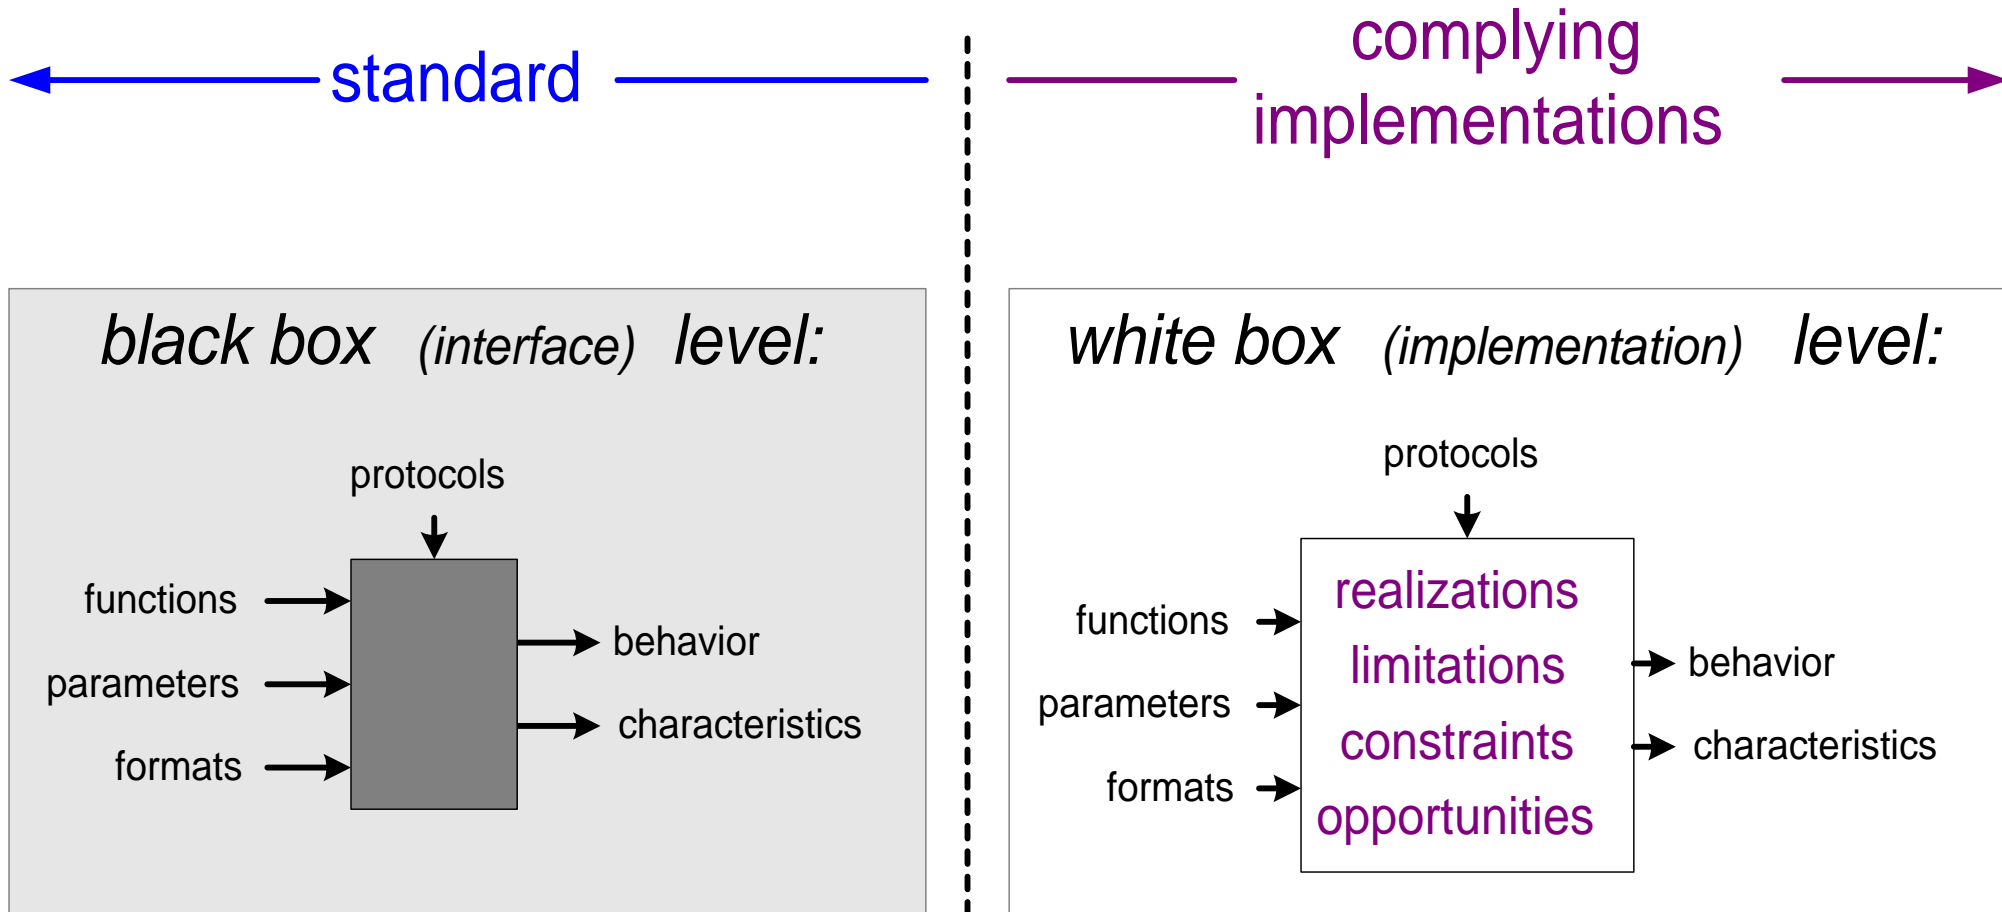 standard
complying
implementations
black box (interface) level:
protocols
functions
parameters
formats
behavior
characteristics
white box (implementation) level:
protocols
functions
parameters
formats
realizations
limitations
constraints
opportunities
behavior
characteristics